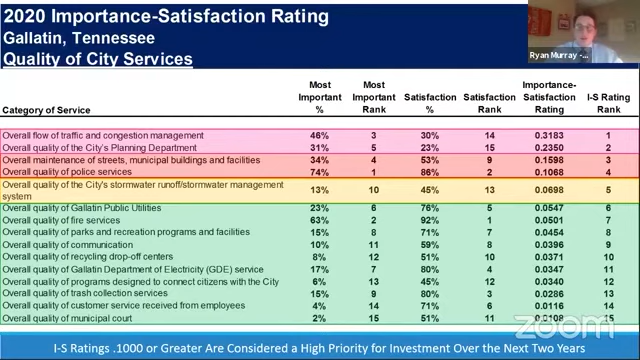 2020 Importance-Satisfaction Rating
Gallatin, Tennessee
Quality of City Services
Ryan Murray -...
Category of Service Most Important % Most Important Rank Satisfaction % Satisfaction Rank Importance-Satisfaction Rating I-S Rating Rank
Overall flow of traffic and congestion management 46% 3 30% 14 0.3183 1
Overall quality of the City's Planning Department 31% 5 23% 15 0.2350 2
Overall maintenance of streets, municipal buildings and facilities 34% 4 53% 9 0.1598 3
Overall quality of police services 74% 1 86% 2 0.1068 4
Overall quality of the City's stormwater runoff/stormwater management system 13% 10 45% 13 0.0698 5
Overall quality of Gallatin Public Utilities 23% 6 76% 5 0.0547 6
Overall quality of fire services 63% 2 92% 1 0.0501 7
Overall quality of parks and recreation programs and facilities 15% 8 71% 7 0.0454 8
Overall quality of communication 10% 11 59% 8 0.0396 9
Overall quality of recycling drop-off centers 8% 12 51% 10 0.0371 10
Overall quality of Gallatin Department of Electricity (GDE) service 17% 7 80% 4 0.0347 11
Overall quality of programs designed to connect citizens with the City 6% 13 45% 12 0.0340 12
Overall quality of trash collection services 15% 9 80% 3 0.0286 13
Overall quality of customer service received from employees 4% 14 71% 6 0.0116 14
Overall quality of municipal court 2% 15 51% 11 0.0108 15
zoom
I-S Ratings .1000 or Greater Are Considered a High Priority for Investment Over the Next Two Years